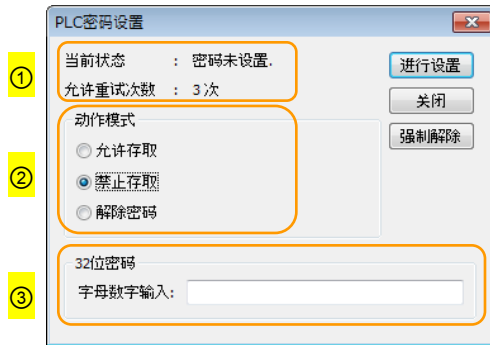 PLC密码设置
① 当前状态 : 密码未设置.
允许重试次数 : 3次
进行设置
关闭
强制解除
② 动作模式
允许存取
禁止存取
解除密码
③ 32位密码
字母数字输入: